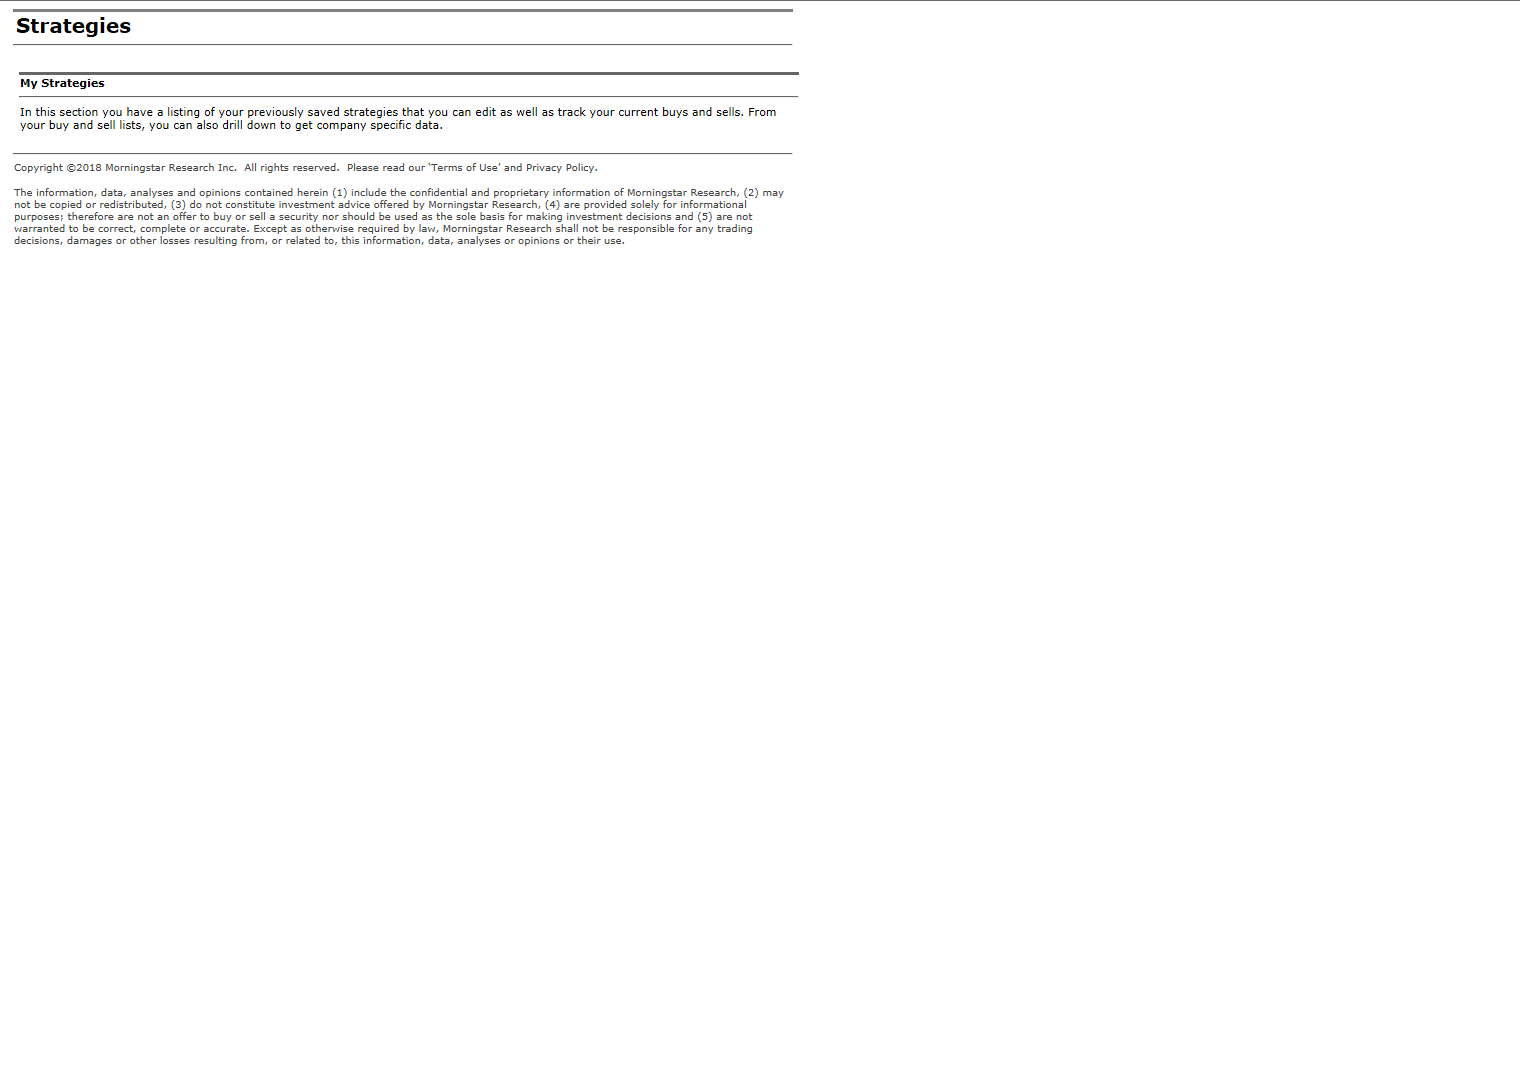 Strategies
My Strategies
In this section you have a listing of your previously saved strategies that you can edit as well as track your current buys and sells. From
your buy and sell lists, you can also drill down to get company specific data.
Copyright ©2018 Morningstar Research Inc.  All rights reserved.  Please read our ‘Terms of Use’ and Privacy Policy.
The information, data, analyses and opinions contained herein (1) include the confidential and proprietary information of Morningstar Research, (2) may
not be copied or redistributed, (3) do not constitute investment advice offered by Morningstar Research, (4) are provided solely for informational
purposes; therefore are not an offer to buy or sell a security nor should be used as the sole basis for making investment decisions and (5) are not
warranted to be correct, complete or accurate. Except as otherwise required by law, Morningstar Research shall not be responsible for any trading
decisions, damages or other losses resulting from, or related to, this information, data, analyses or opinions or their use.